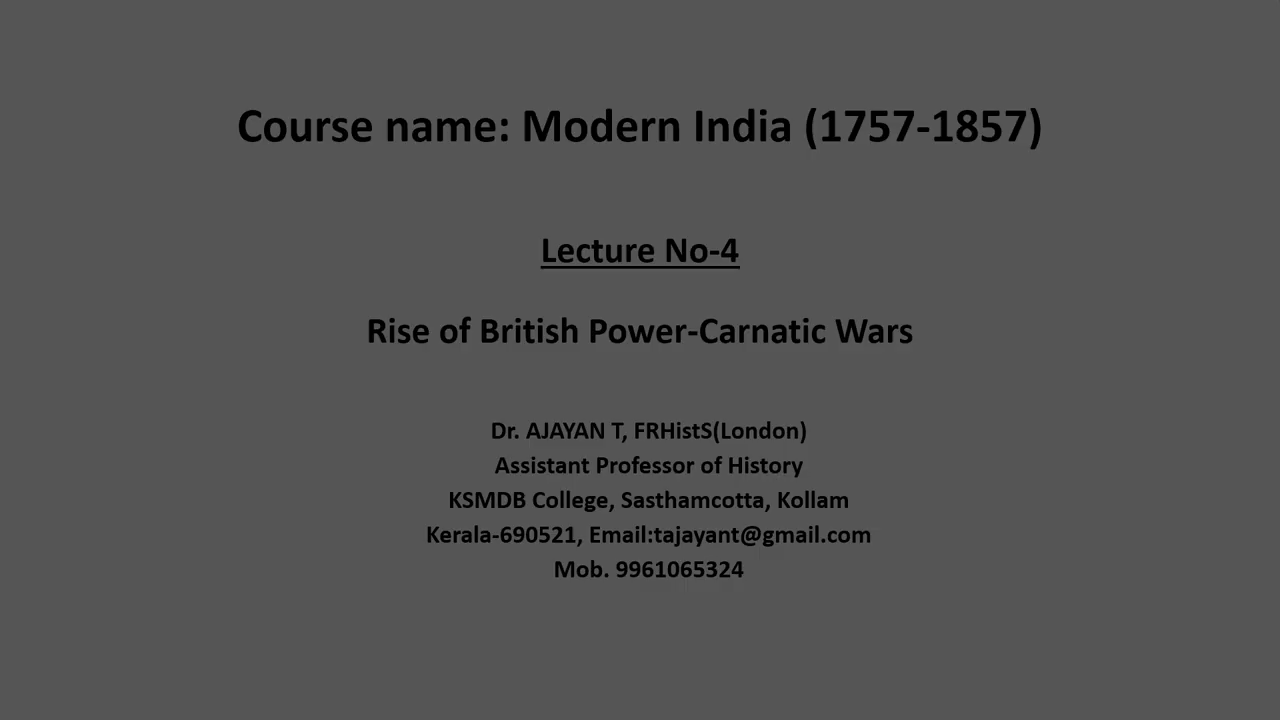 Course name: Modern India (1757-1857)
Lecture No-4
Rise of British Power-Carnatic Wars
Dr. AJAYAN T, FRHistS(London)
Assistant Professor of History
KSMDB College, Sasthamcotta, Kollam
Kerala-690521, Email:tajayant@gmail.com
Mob. 9961065324